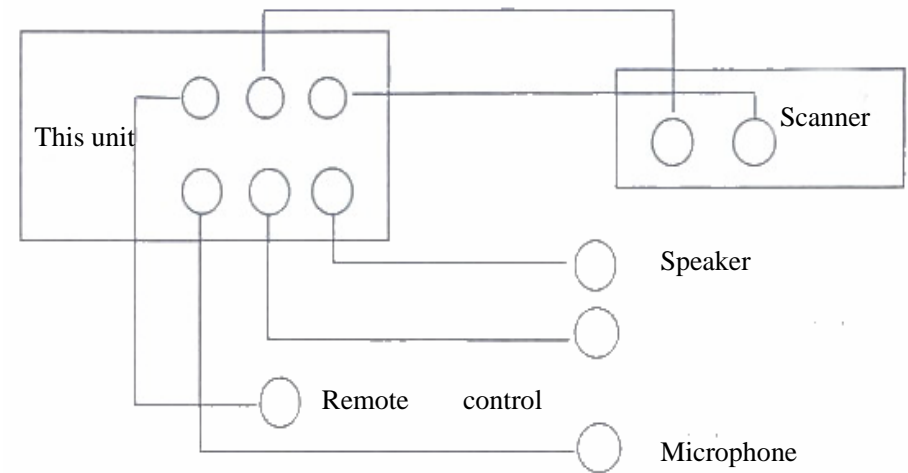 Scanner
This unit
Speaker
Remote control
Microphone